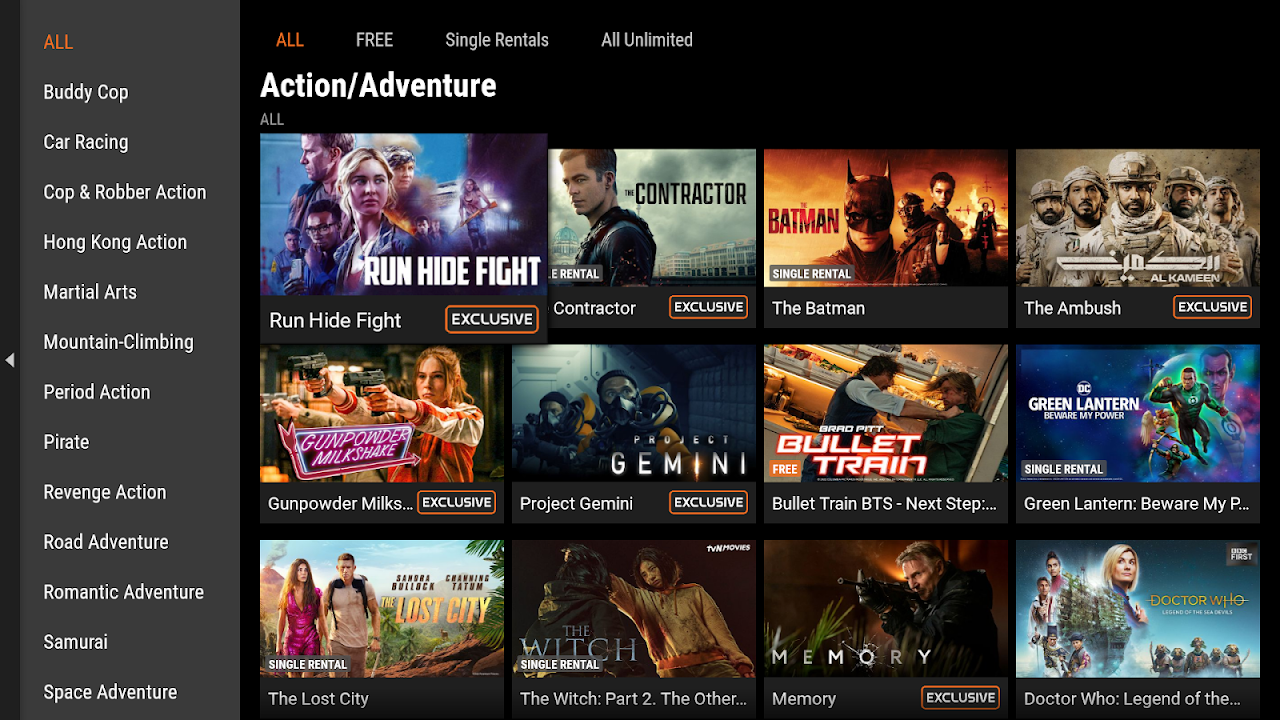 ALL
Buddy Cop
Car Racing
Cop & Robber Action
Hong Kong Action
Martial Arts
Mountain-Climbing
Period Action
Pirate
Revenge Action
Road Adventure
Romantic Adventure
Samurai
Space Adventure
ALL FREE Single Rentals All Unlimited
Action/Adventure
ALL
RUN HIDE FIGHT
Run Hide Fight EXCLUSIVE
THE CONTRACTOR
LE RENTAL
Contractor EXCLUSIVE
THE
BATMAN
SINGLE RENTAL
The Batman
الكمين
AL KAMEEN
The Ambush EXCLUSIVE
GUNPOWDER
MILKSHAKE
Gunpowder Milks... EXCLUSIVE
PROJECT
GEMINI
Project Gemini EXCLUSIVE
BRAD PITT
BULLET
TRAIN
FREE
Bullet Train BTS - Next Step:...
DC
GREEN LANTERN
BEWARE MY POWER
SINGLE RENTAL
Green Lantern: Beware My P...
SANDRA BULLOCK CHANNING TATUM
THE LOST CITY
SINGLE RENTAL
The Lost City
tvN MOVIES
THE
WITCH
SINGLE RENTAL
The Witch: Part 2. The Other...
MEMORY
Memory EXCLUSIVE
BBC
FIRST
DOCTOR WHO
LEGEND OF THE SEA DEVILS
Doctor Who: Legend of the...